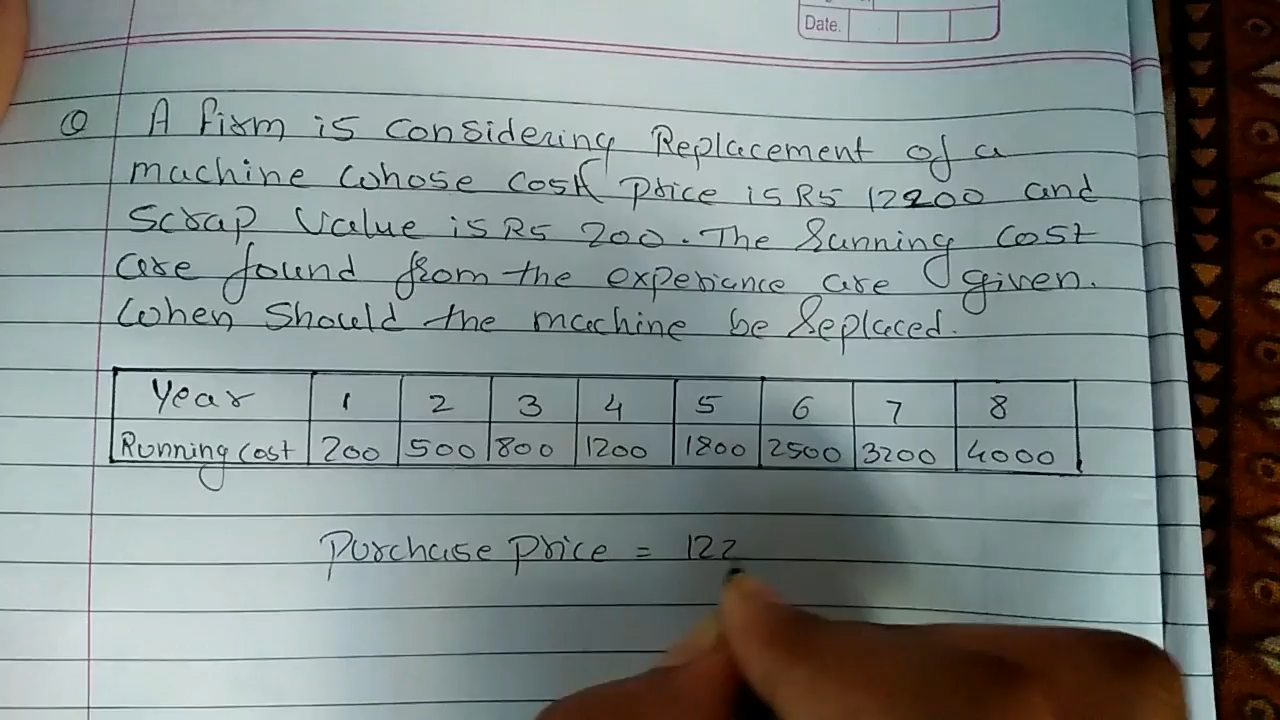 Date.
Q A firm is considering Replacement of a
machine whose cost price is Rs 12200 and
Scrap Value is Rs 200. The Running cost
are found from the experiance are given.
When Should the machine be Replaced.
Year 1 2 3 4 5 6 7 8
Running Cost 200 500 800 1200 1800 2500 3200 4000
Purchase Price = 122